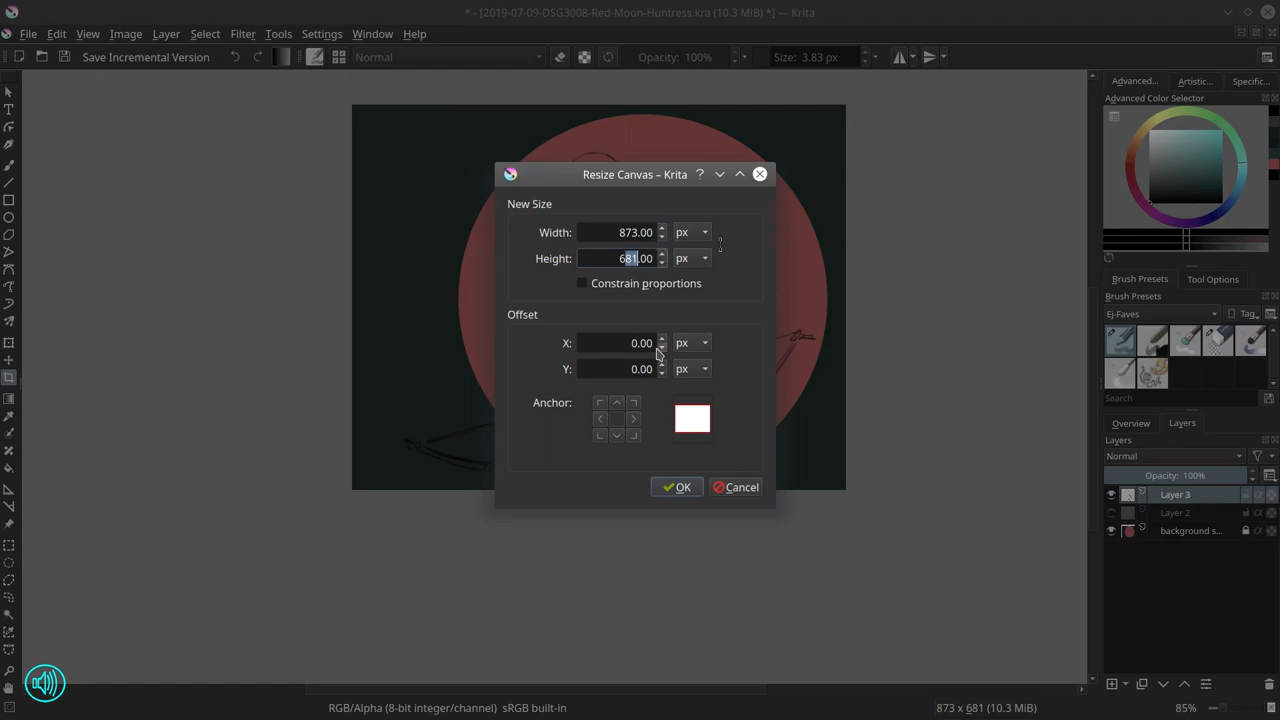 * - [2019-07-09-DSG3008-Red-Moon-Huntress.kra (10.3 MiB) *] — Krita
File Edit View Image Layer Select Filter Tools Settings Window Help
Save Incremental Version Normal Opacity: 100% Size: 3.83 px
Advanced... Artistic... Specific...
Advanced Color Selector
Resize Canvas – Krita ?
New Size
Width: 873.00 px
Height: 681.00 px
Constrain proportions
Offset
X: 0.00 px
Y: 0.00 px
Anchor:
OK Cancel
Brush Presets Tool Options
Brush Presets
Ej-Faves Tag
Search
Overview Layers
Layers
Normal
Opacity: 100%
Layer 3
Layer 2
background s...
RGB/Alpha (8-bit integer/channel) sRGB built-in 873 x 681 (10.3 MiB) 85%